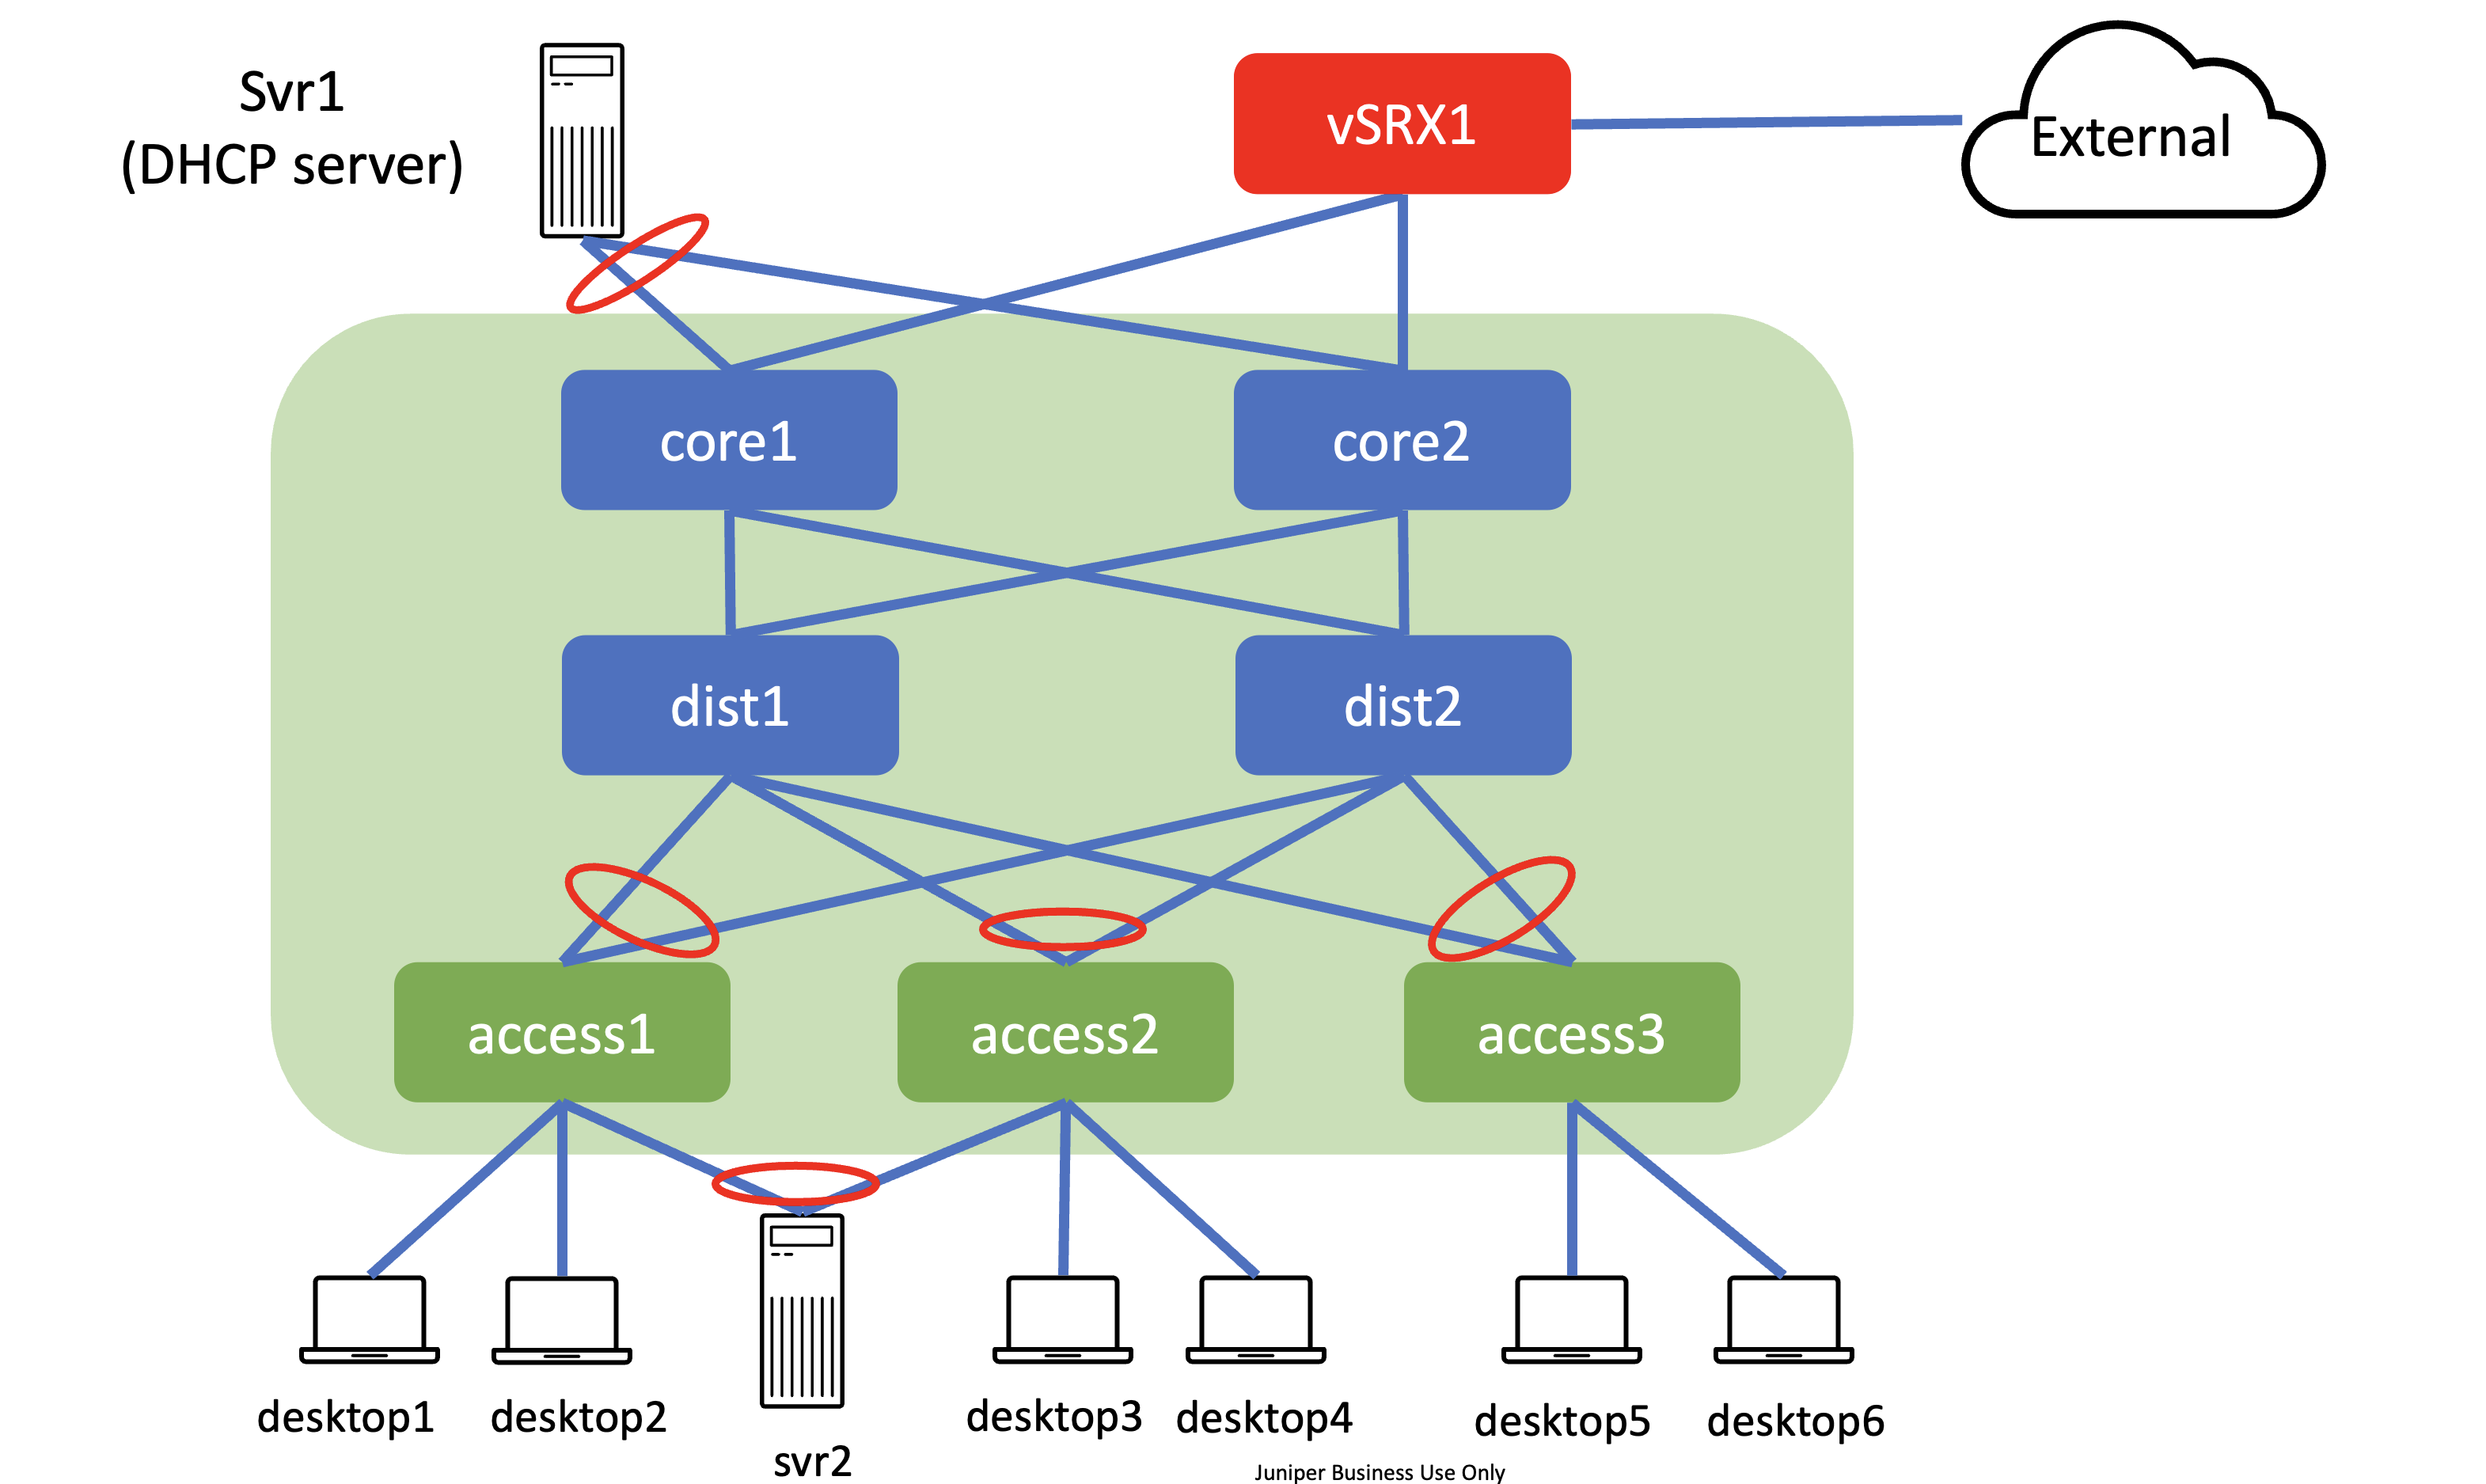 Svr1
(DHCP server)
vSRX1
External
core1
core2
dist1
dist2
access1
access2
access3
desktop1
desktop2
svr2
desktop3
desktop4
desktop5
desktop6
Juniper Business Use Only